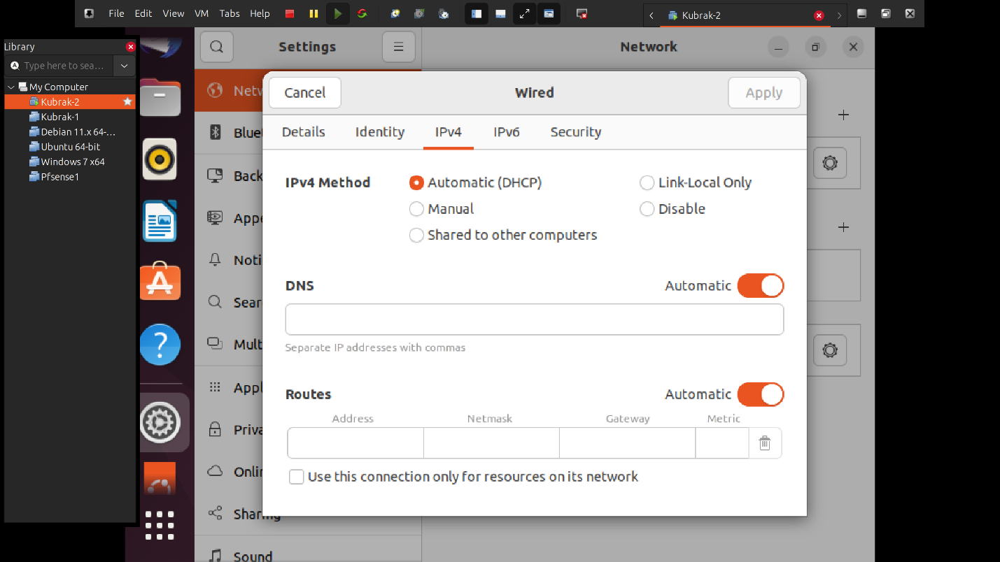 File Edit View VM Tabs Help
Kubrak-2
Library
Type here to sea...
My Computer
Kubrak-2
Kubrak-1
Debian 11.x 64-...
Ubuntu 64-bit
Windows 7 x64
Pfsense1
Settings
Network
Netw
Bluet
Back
Appe
Noti
Sear
Mult
Appl
Priva
Onlin
Sharing
Sound
Cancel
Wired
Apply
Details Identity IPv4 IPv6 Security
IPv4 Method
Automatic (DHCP)
Link-Local Only
Manual
Disable
Shared to other computers
DNS
Automatic
Separate IP addresses with commas
Routes
Automatic
Address Netmask Gateway Metric
Use this connection only for resources on its network